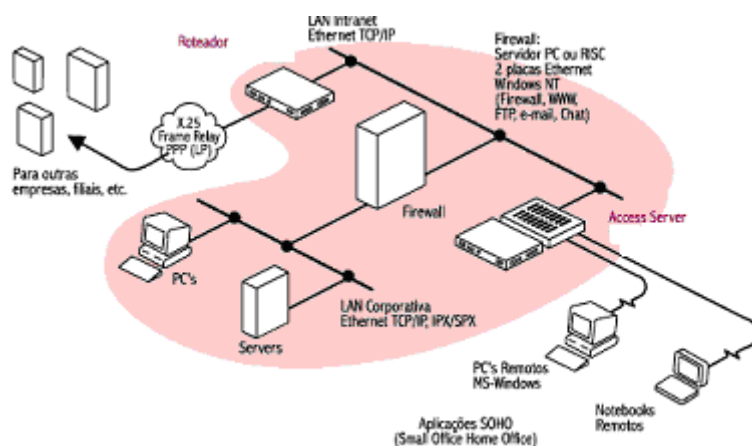 LAN Intranet
Ethernet TCP/IP
Roteador
Firewall:
Servidor PC ou RISC
2 placas Ethernet
Windows NT
(Firewall, WWW,
FTP, e-mail, Chat)
X.25
Frame Relay
PPP (LP)
Para outras
empresas, filiais, etc.
Firewall
Access Server
PC's
LAN Corporativa
Ethernet TCP/IP, IPX/SPX
Servers
PC's Remotos
MS-Windows
Notebooks
Remotos
Aplicações SOHO
(Small Office Home Office)